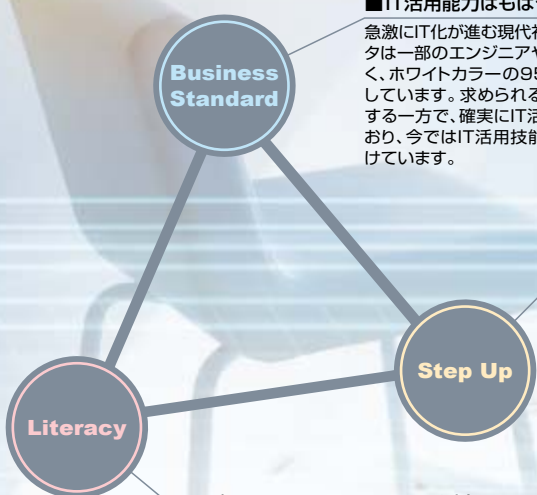 ■IT活用能力はもは
急激にIT化が進む現代社
タは一部のエンジニアや
く、ホワイトカラーの95
しています。求められる
する一方で、確実にIT活
おり、今ではIT活用技能
けています。
Business
Standard
Step Up
Literacy